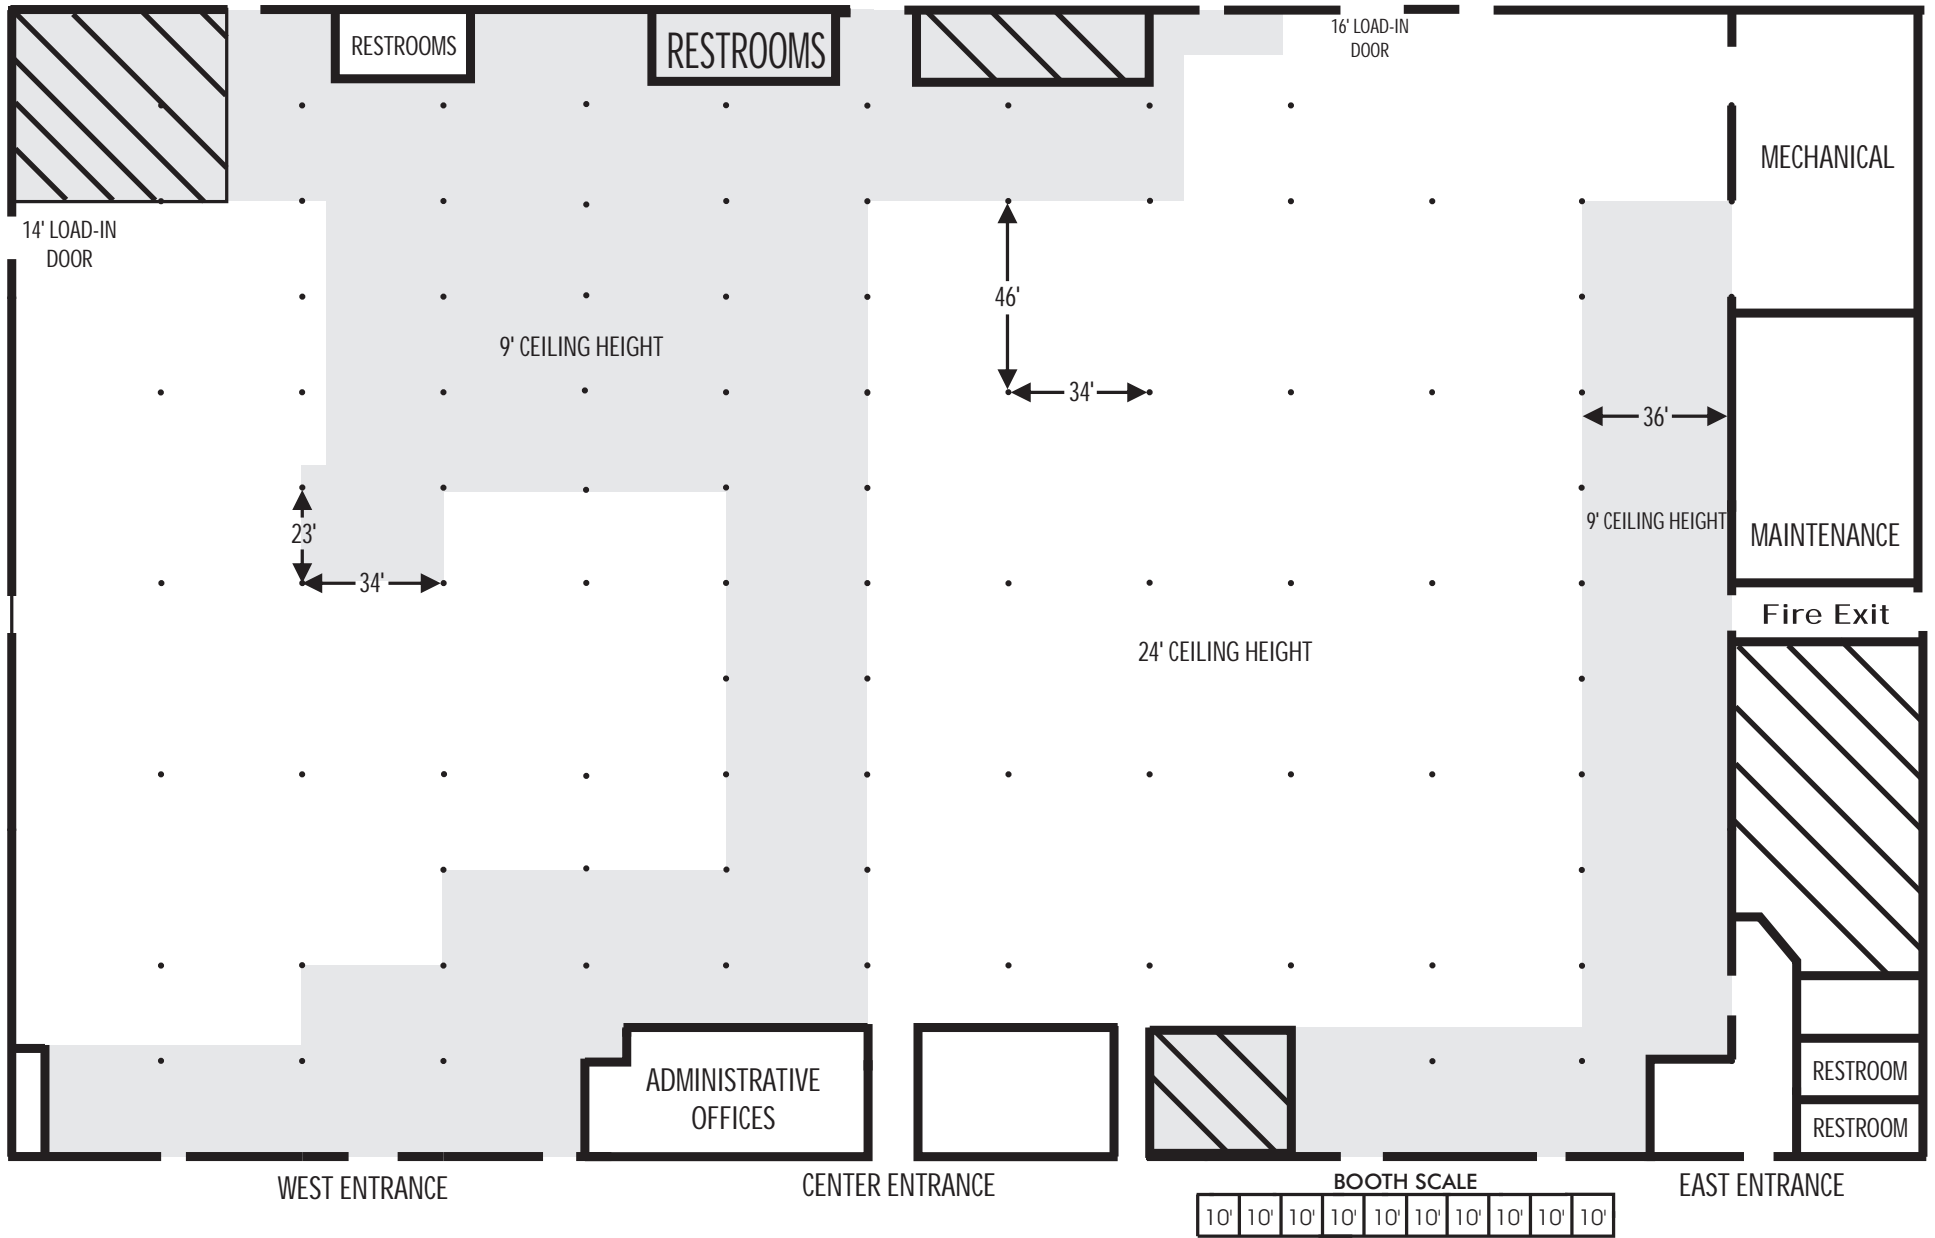 RESTROOMS
RESTROOMS
16' LOAD-IN
DOOR
MECHANICAL
14' LOAD-IN
DOOR
46'
9' CEILING HEIGHT
34'
36'
9' CEILING HEIGHT
23'
MAINTENANCE
34'
Fire Exit
24' CEILING HEIGHT
ADMINISTRATIVE
OFFICES
RESTROOM
RESTROOM
WEST ENTRANCE
CENTER ENTRANCE
BOOTH SCALE
EAST ENTRANCE
10' 10' 10' 10' 10' 10' 10' 10' 10' 10'